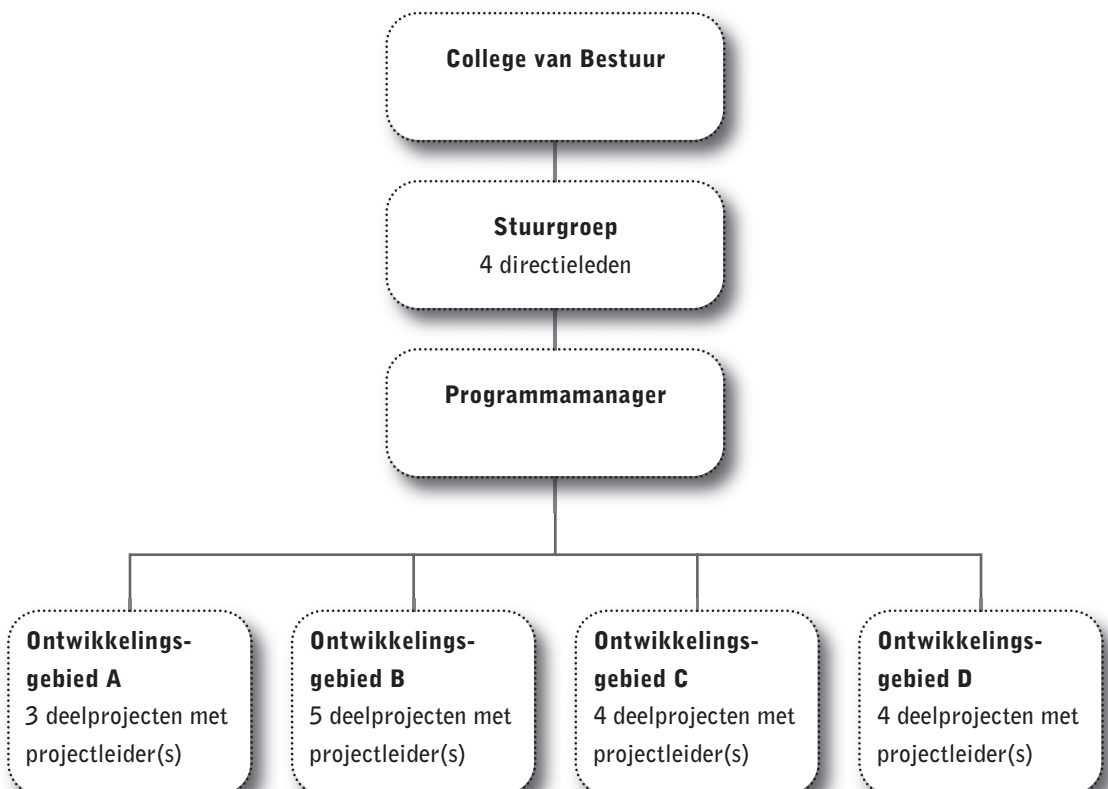 College van Bestuur
Stuurgroep
4 directieleden
Programmamanager
Ontwikkelings-
gebied A
3 deelprojecten met
projectleider(s)
Ontwikkelings-
gebied B
5 deelprojecten met
projectleider(s)
Ontwikkelings-
gebied C
4 deelprojecten met
projectleider(s)
Ontwikkelings-
gebied D
4 deelprojecten met
projectleider(s)